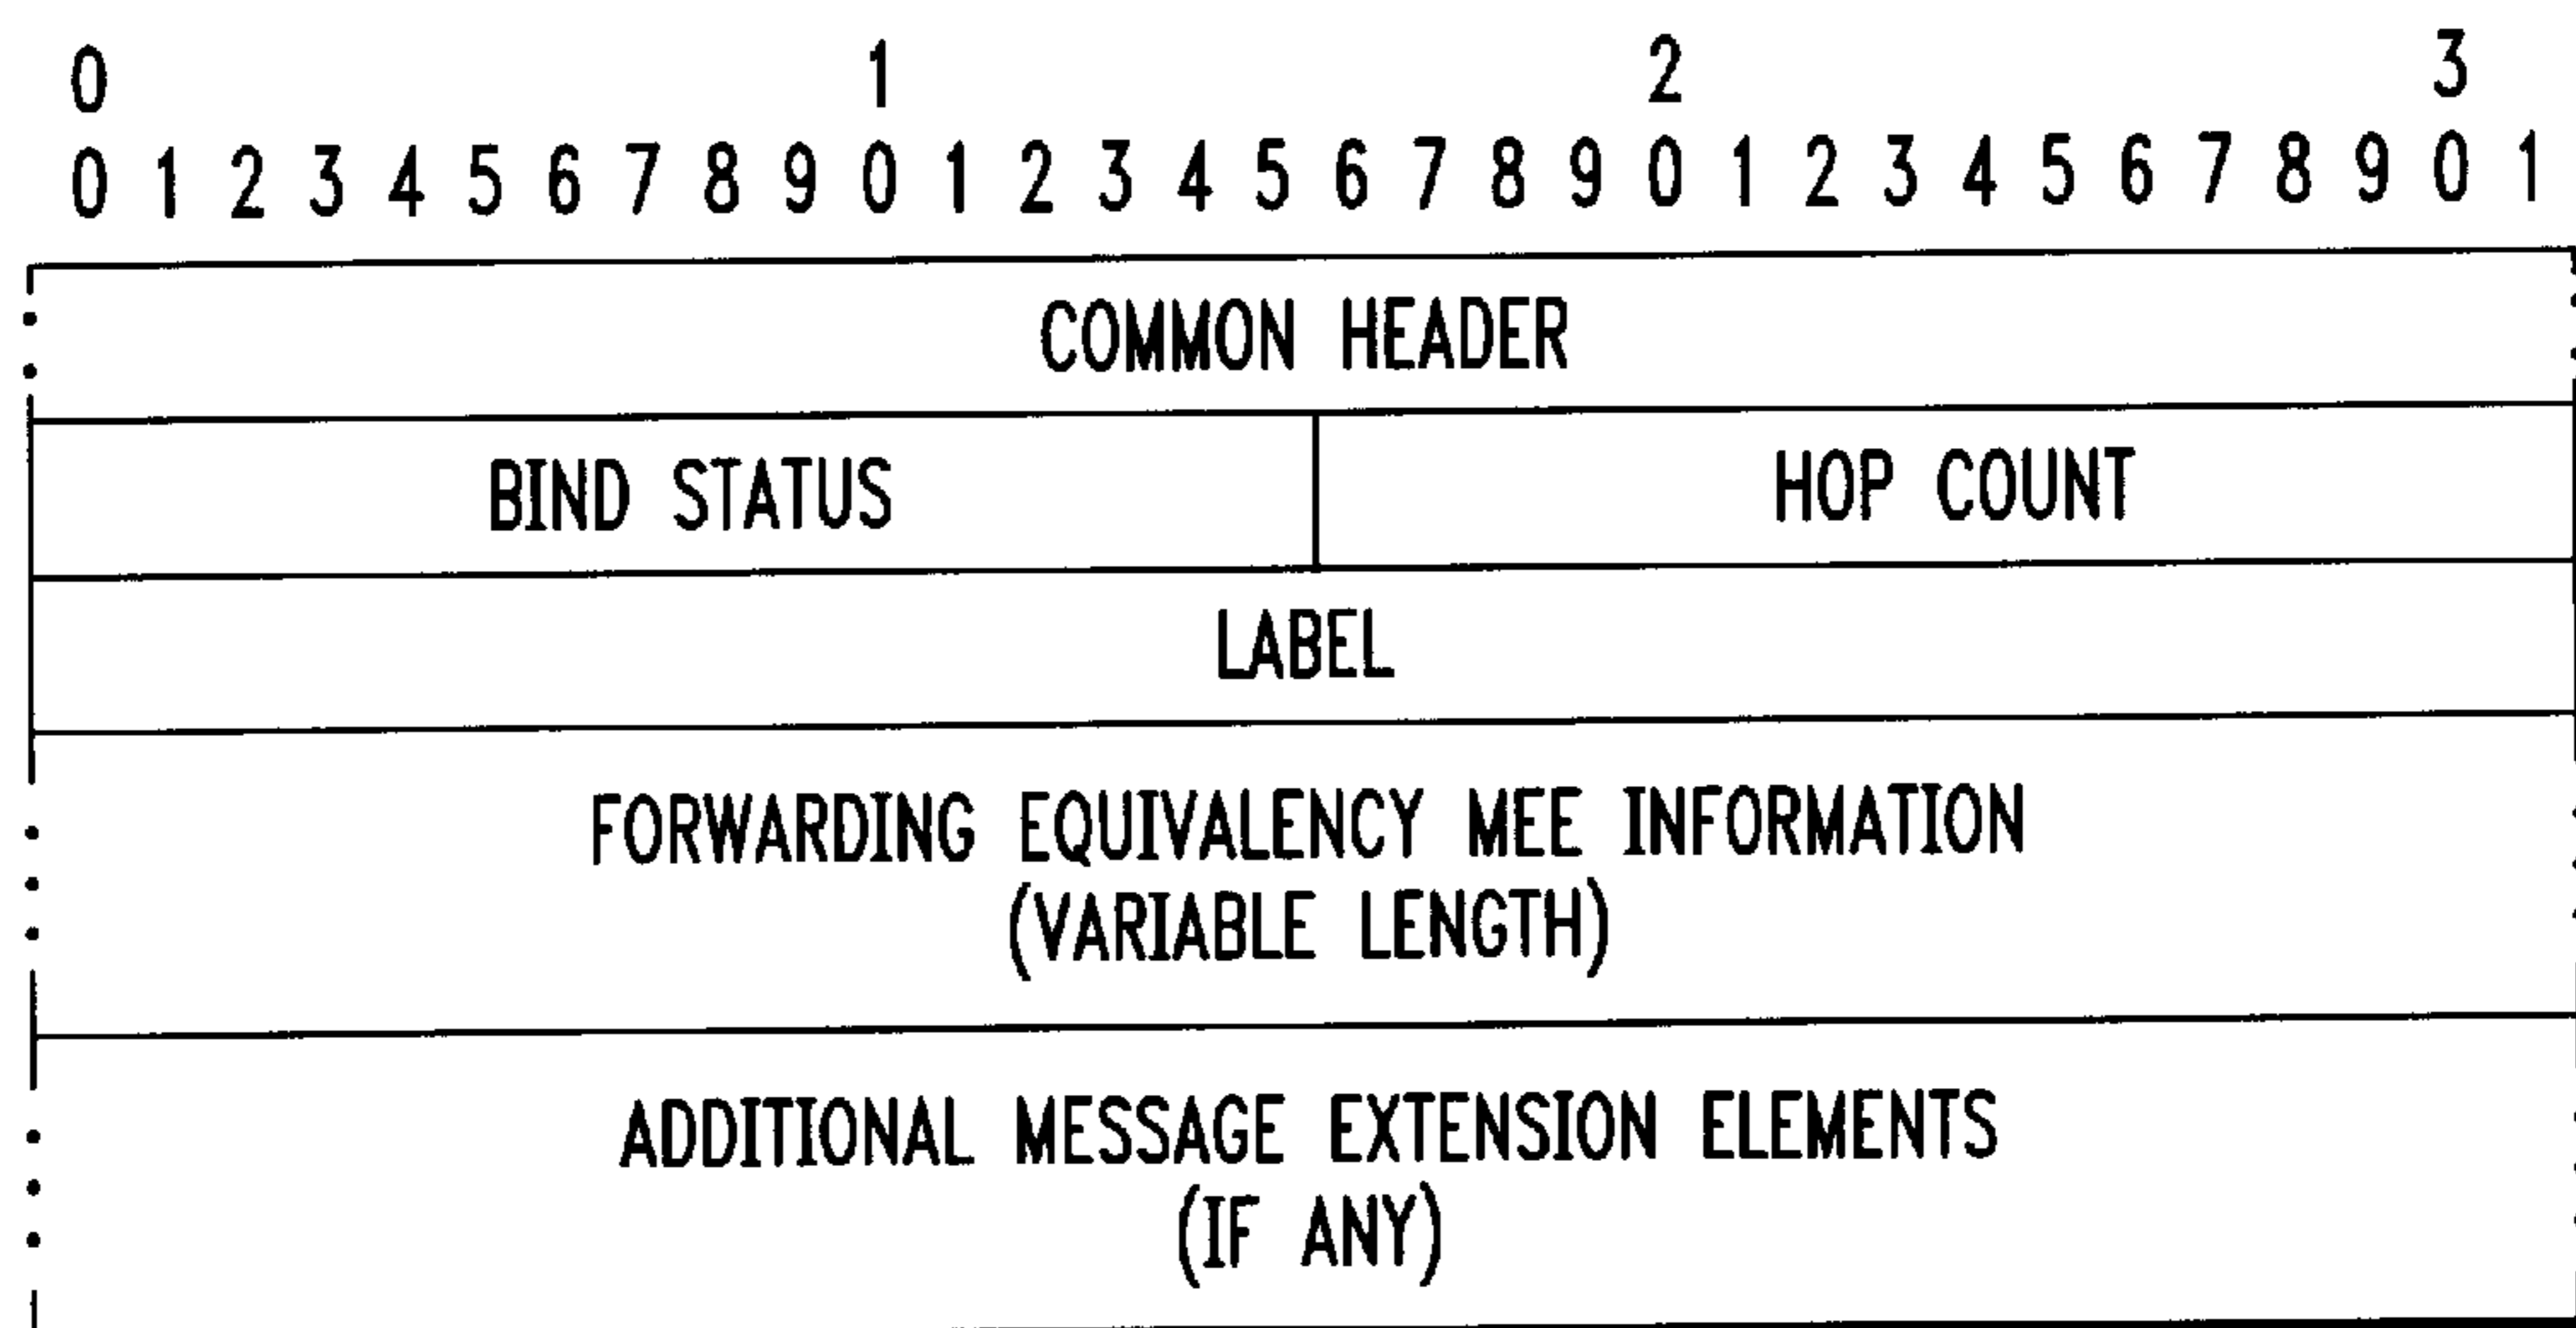 0 1 2 3
0 1 2 3 4 5 6 7 8 9 0 1 2 3 4 5 6 7 8 9 0 1 2 3 4 5 6 7 8 9 0 1
COMMON HEADER
BIND STATUS HOP COUNT
LABEL
FORWARDING EQUIVALENCY MEE INFORMATION
(VARIABLE LENGTH)
ADDITIONAL MESSAGE EXTENSION ELEMENTS
(IF ANY)